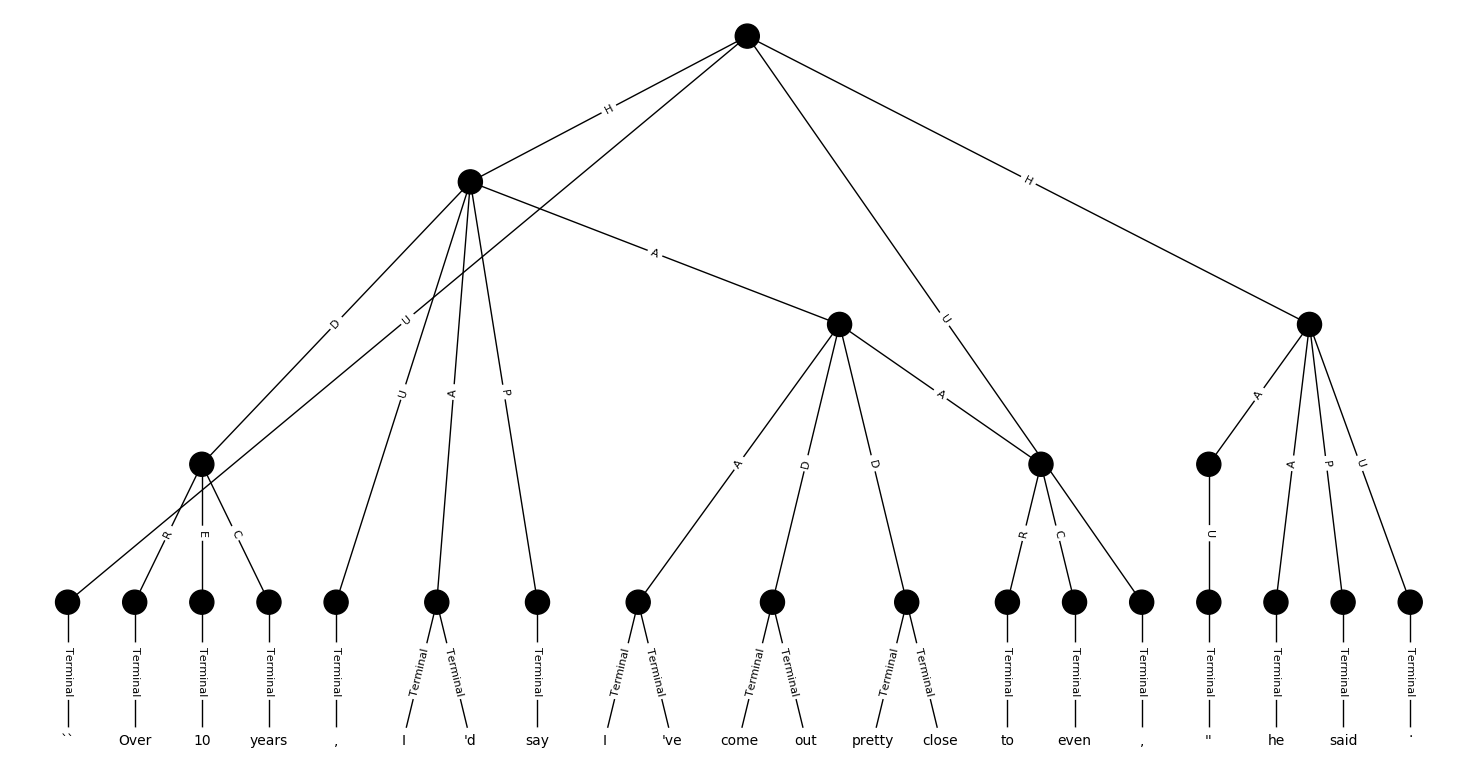 H
H
A
D
U
U
U
A
P
A
A
A
D
D
A
P
U
R
E
C
R
C
U
Terminal Terminal Terminal Terminal Terminal Terminal Terminal Terminal Terminal Terminal Terminal Terminal Terminal Terminal Terminal Terminal Terminal Terminal Terminal Terminal Terminal
`` Over 10 years , I 'd say I 've come out pretty close to even , " he said .